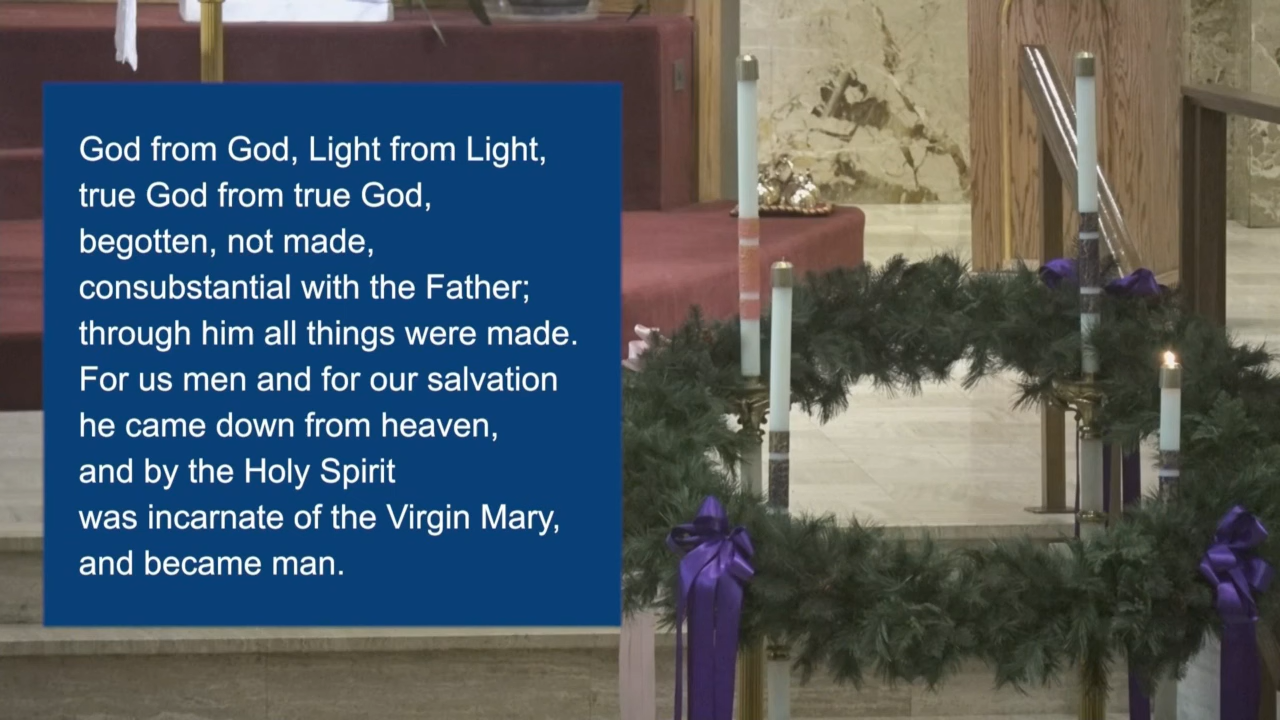 God from God, Light from Light,
true God from true God,
begotten, not made,
consubstantial with the Father;
through him all things were made.
For us men and for our salvation
he came down from heaven,
and by the Holy Spirit
was incarnate of the Virgin Mary,
and became man.